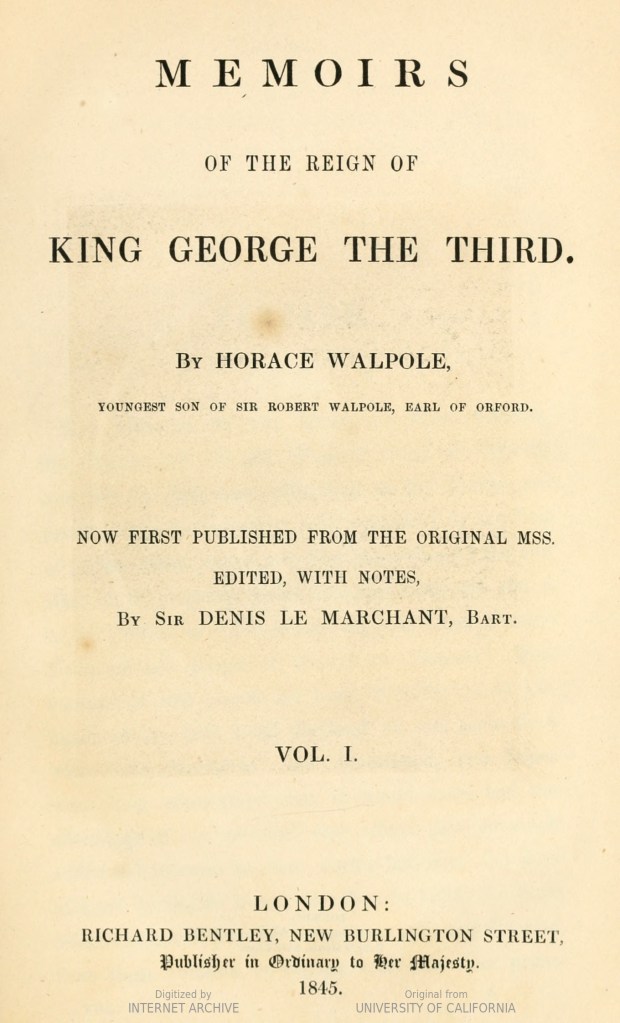 MEMOIRS
OF THE REIGN OF
KING GEORGE THE THIRD.
By HORACE WALPOLE,
YOUNGEST SON OF SIR ROBERT WALPOLE, EARL OF ORFORD.
NOW FIRST PUBLISHED FROM THE ORIGINAL MSS.
EDITED, WITH NOTES,
By Sir DENIS LE MARCHANT, Bart.
VOL. I.
LONDON:
RICHARD BENTLEY, NEW BURLINGTON STREET,
Publisher in Ordinary to Her Majesty.
1845.
Digitized by Original from
INTERNET ARCHIVE UNIVERSITY OF CALIFORNIA